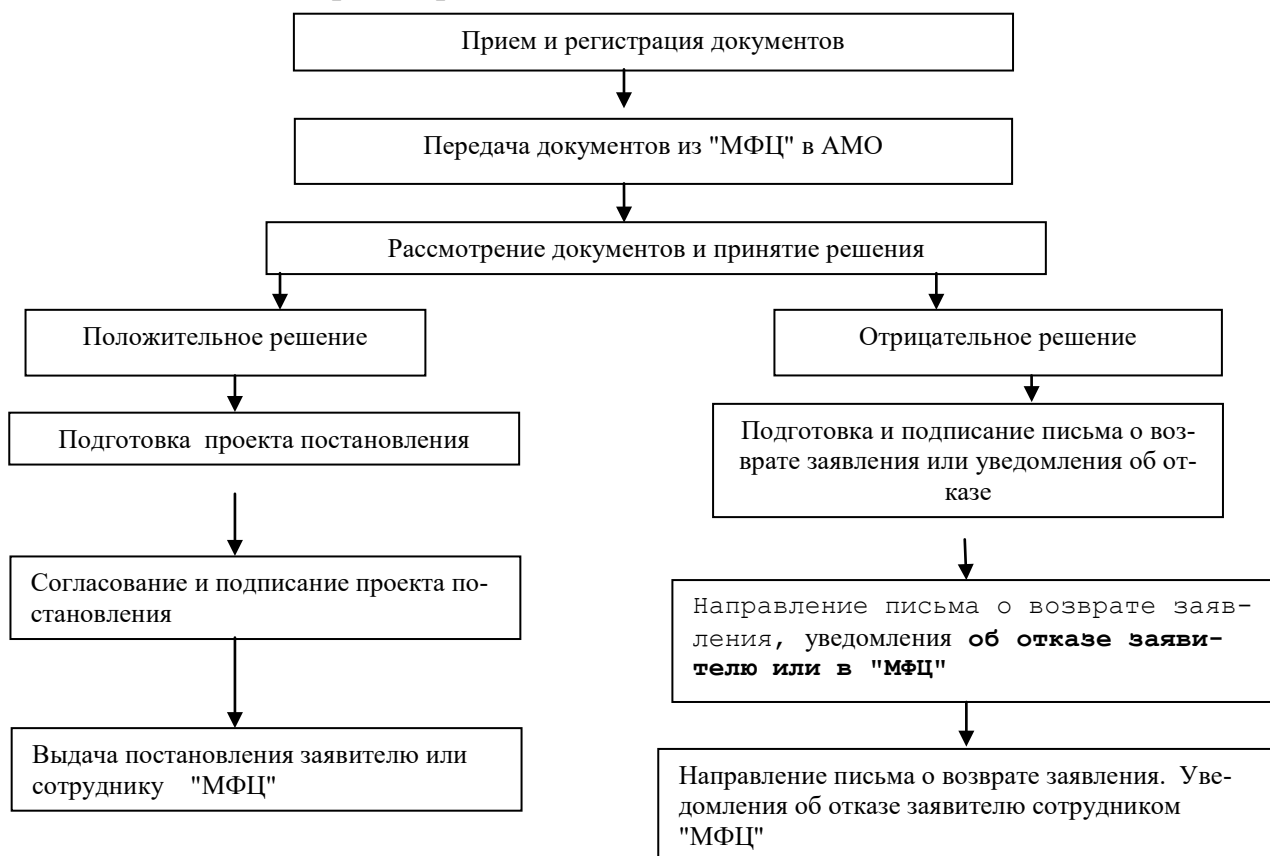 Прием и регистрация документов
Передача документов из "МФЦ" в АМО
Рассмотрение документов и принятие решения
Положительное решение
Отрицательное решение
Подготовка проекта постановления
Подготовка и подписание письма о воз-
врате заявления или уведомления об от-
казе
Согласование и подписание проекта по-
становления
Направление письма о возврате заяв-
ления, уведомления об отказе заяви-
телю или в "МФЦ"
Выдача постановления заявителю или
сотруднику "МФЦ"
Направление письма о возврате заявления. Уве-
домления об отказе заявителю сотрудником
"МФЦ"